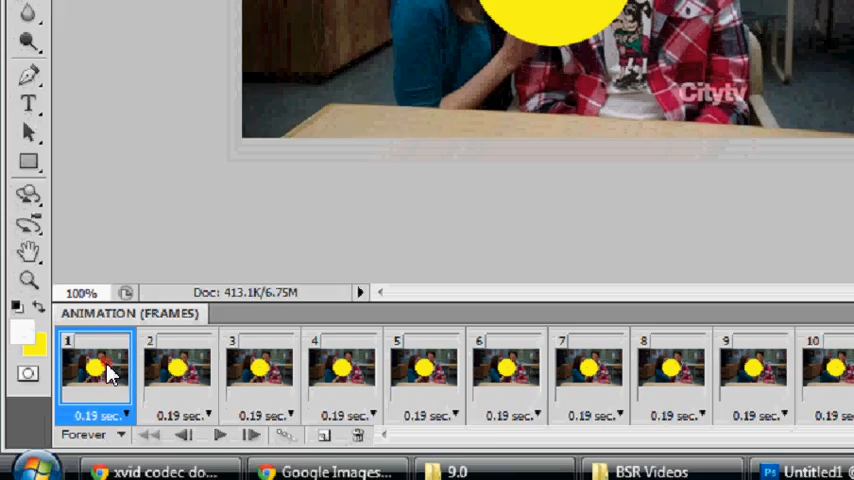 Citytv
100% Doc: 413.1K/6.75M
ANIMATION (FRAMES)
1 2 3 4 5 6 7 8 9 10
0.19 sec. 0.19 sec. 0.19 sec. 0.19 sec. 0.19 sec. 0.19 sec. 0.19 sec. 0.19 sec. 0.19 sec. 0.19 sec.
Forever
xvid codec do... Google Images... 9.0 BSR Videos Untitled1 @